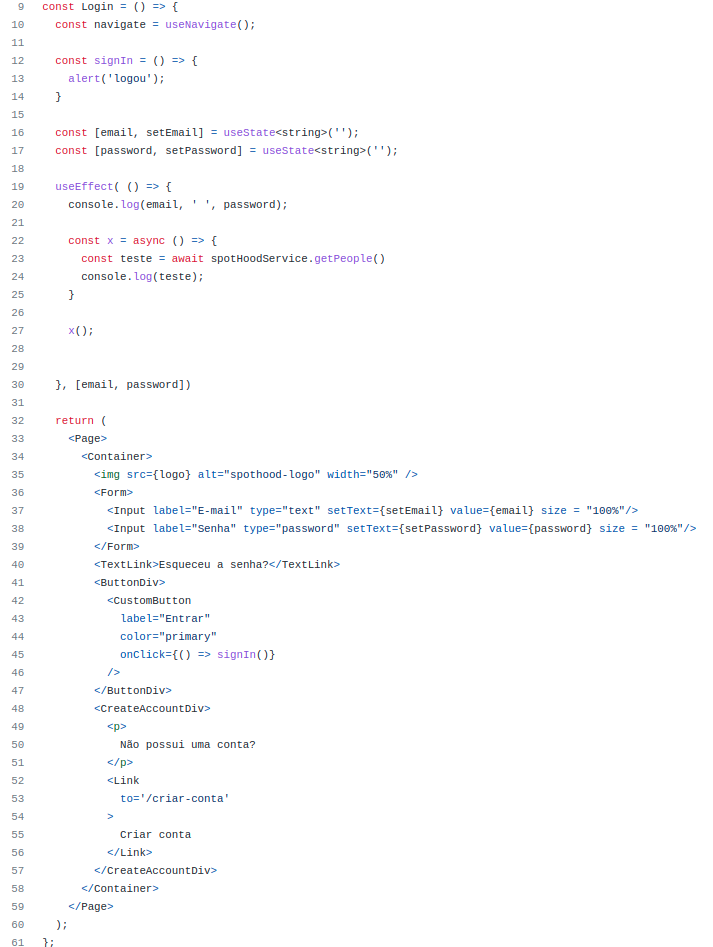 9 const Login = () => {
10   const navigate = useNavigate();
11
12   const signIn = () => {
13     alert('logou');
14   }
15
16   const [email, setEmail] = useState<string>('');
17   const [password, setPassword] = useState<string>('');
18
19   useEffect( () => {
20     console.log(email, ' ', password);
21
22     const x = async () => {
23       const teste = await spotHoodService.getPeople()
24       console.log(teste);
25     }
26
27     x();
28
29
30   }, [email, password])
31
32   return (
33     <Page>
34       <Container>
35         <img src={logo} alt="spothood-logo" width="50%" />
36         <Form>
37           <Input label="E-mail" type="text" setText={setEmail} value={email} size = "100%"/>
38           <Input label="Senha" type="password" setText={setPassword} value={password} size = "100%"/>
39         </Form>
40         <TextLink>Esqueceu a senha?</TextLink>
41         <ButtonDiv>
42           <CustomButton
43             label="Entrar"
44             color="primary"
45             onClick={() => signIn()}
46           />
47         </ButtonDiv>
48         <CreateAccountDiv>
49           <p>
50             Não possui uma conta?
51           </p>
52           <Link
53             to='/criar-conta'
54           >
55             Criar conta
56           </Link>
57         </CreateAccountDiv>
58       </Container>
59     </Page>
60   );
61 };